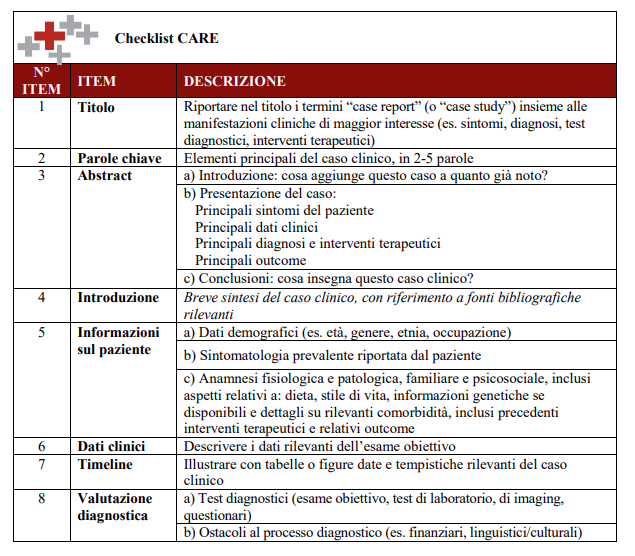 Checklist CARE
N°
ITEM
ITEM
DESCRIZIONE
1
Titolo
Riportare nel titolo i termini “case report” (o “case study”) insieme alle
manifestazioni cliniche di maggior interesse (es. sintomi, diagnosi, test
diagnostici, interventi terapeutici)
2
Parole chiave
Elementi principali del caso clinico, in 2-5 parole
3
Abstract
a) Introduzione: cosa aggiunge questo caso a quanto già noto?
b) Presentazione del caso:
Principali sintomi del paziente
Principali dati clinici
Principali diagnosi e interventi terapeutici
Principali outcome
c) Conclusioni: cosa insegna questo caso clinico?
4
Introduzione
Breve sintesi del caso clinico, con riferimento a fonti bibliografiche
rilevanti
5
Informazioni
sul paziente
a) Dati demografici (es. età, genere, etnia, occupazione)
b) Sintomatologia prevalente riportata dal paziente
c) Anamnesi fisiologica e patologica, familiare e psicosociale, inclusi
aspetti relativi a: dieta, stile di vita, informazioni genetiche se
disponibili e dettagli su rilevanti comorbidità, inclusi precedenti
interventi terapeutici e relativi outcome
6
Dati clinici
Descrivere i dati rilevanti dell’esame obiettivo
7
Timeline
Illustrare con tabelle o figure date e tempistiche rilevanti del caso
clinico
8
Valutazione
diagnostica
a) Test diagnostici (esame obiettivo, test di laboratorio, di imaging,
questionari)
b) Ostacoli al processo diagnostico (es. finanziari, linguistici/culturali)